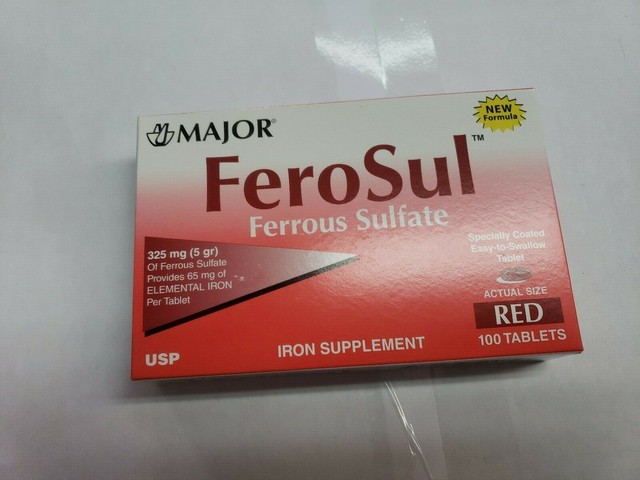 MAJOR®
NEW
Formula
FeroSul™
Ferrous Sulfate
325 mg (5 gr)
Of Ferrous Sulfate
Provides 65 mg of
ELEMENTAL IRON
Per Tablet
Specially Coated
Easy-to-Swallow
Tablet
ACTUAL SIZE
RED
100 TABLETS
IRON SUPPLEMENT
USP